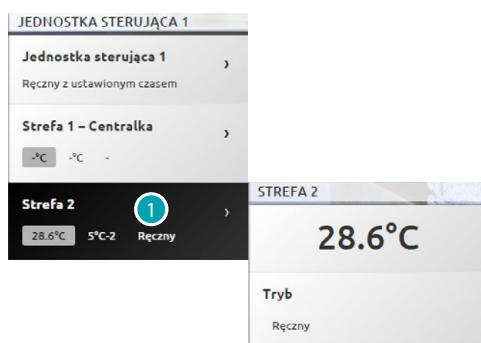 JEDNOSTKA STERUJĄCA 1
Jednostka sterująca 1 ›
Ręczny z ustawionym czasem
Strefa 1 – Centralka ›
-°C -°C -
Strefa 2 1 ›
28.6°C 5°C-2 Ręczny
STREFA 2
28.6°C
Tryb
Ręczny